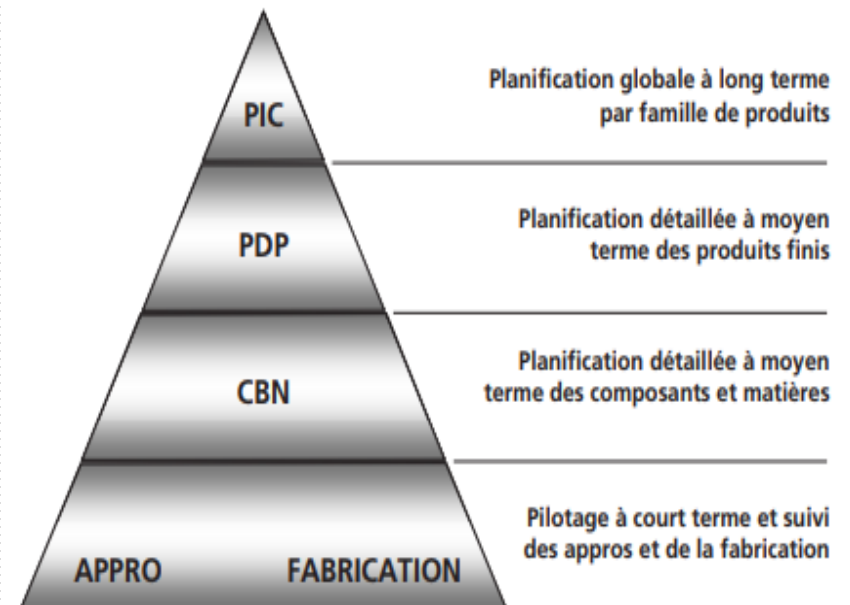 PIC
Planification globale à long terme
par famille de produits
PDP
Planification détaillée à moyen
terme des produits finis
CBN
Planification détaillée à moyen
terme des composants et matières
APPRO
FABRICATION
Pilotage à court terme et suivi
des appros et de la fabrication